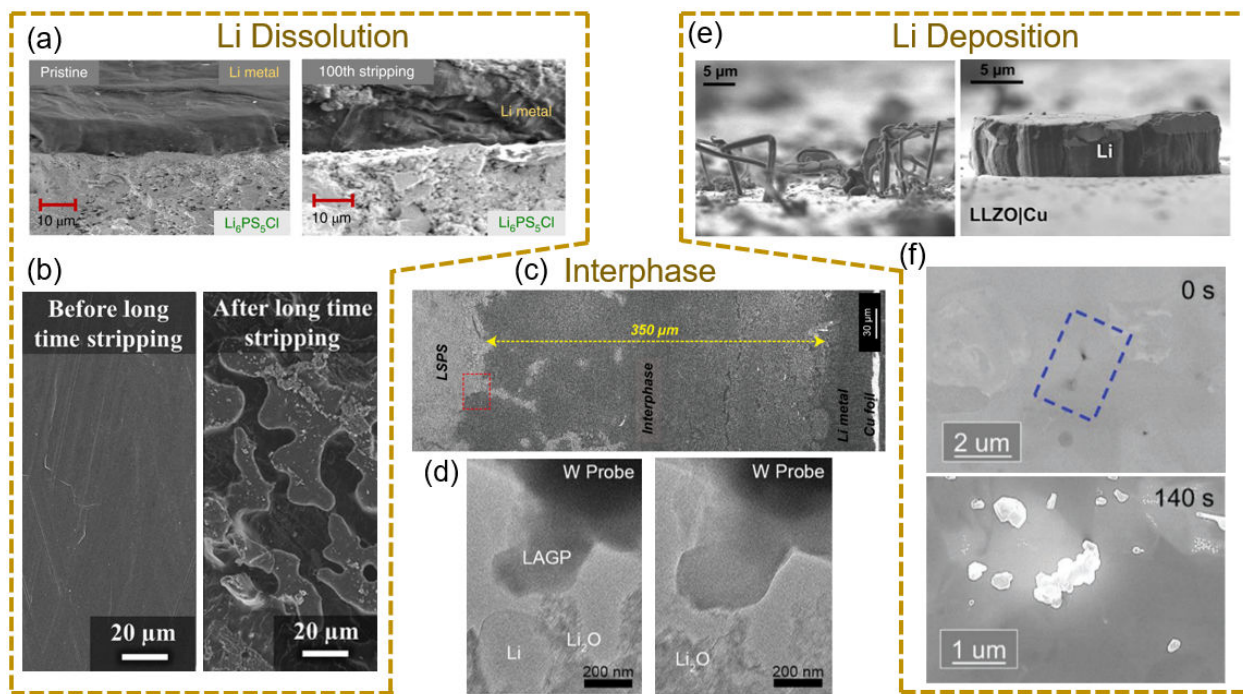 (a)
Li Dissolution
Pristine
Li metal
10 μm
Li₆PS₅Cl
100th stripping
Li metal
10 μm
Li₆PS₅Cl
(b)
Before long
time stripping
20 μm
After long time
stripping
20 μm
(c)
Interphase
350 μm
30 μm
LSPS
Interphase
Li metal
Cu foil
(d)
W Probe
LAGP
Li
Li₂O
200 nm
W Probe
Li₂O
200 nm
(e)
Li Deposition
5 μm
5 μm
Li
LLZO|Cu
(f)
0 s
2 um
140 s
1 um